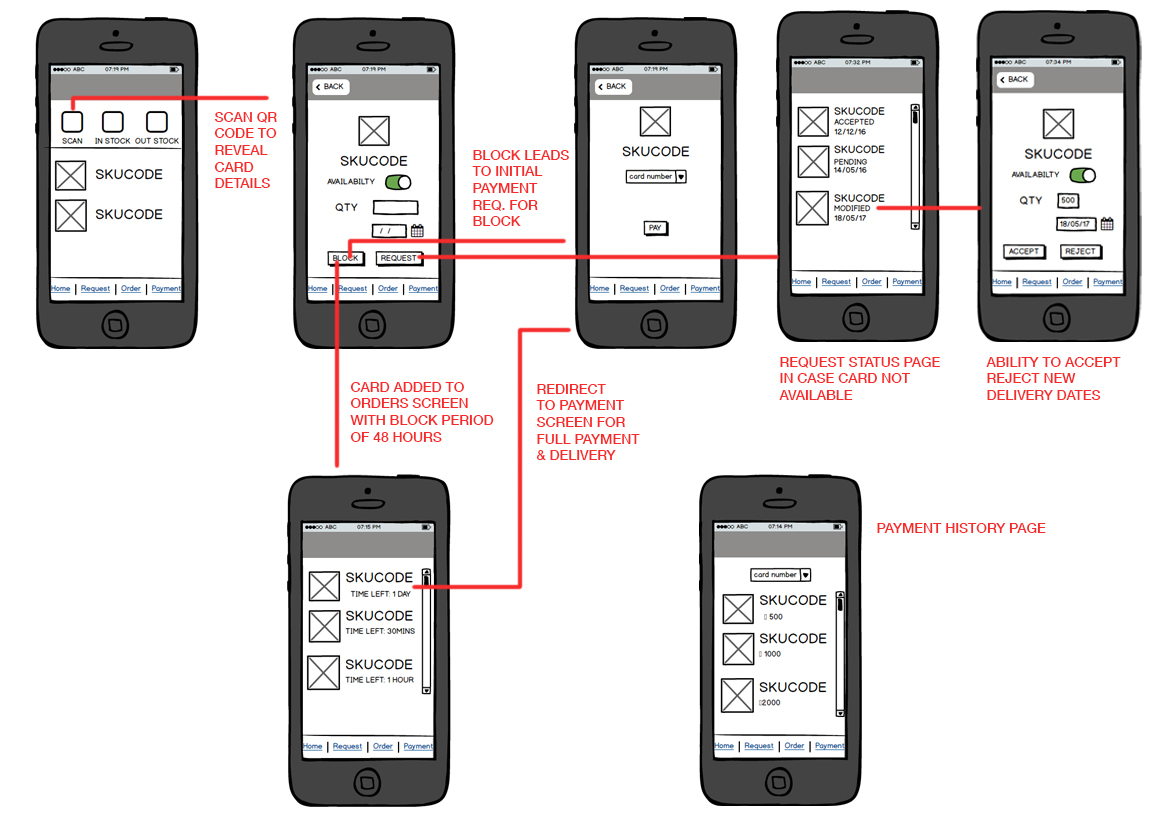 ABC 07:19 PM
SCAN IN STOCK OUT STOCK
SKUCODE
SKUCODE
Home | Request | Order | Payment
SCAN QR
CODE TO
REVEAL
CARD
DETAILS
ABC 07:19 PM
< BACK
SKUCODE
AVAILABILTY
QTY
/ /
BLOCK REQUEST
Home | Request | Order | Payment
BLOCK LEADS
TO INITIAL
PAYMENT
REQ. FOR
BLOCK
ABC 07:19 PM
< BACK
SKUCODE
card number
PAY
Home | Request | Order | Payment
ABC 07:32 PM
SKUCODE
ACCEPTED
12/12/16
SKUCODE
PENDING
14/05/16
SKUCODE
MODIFIED
18/05/17
Home | Request | Order | Payment
ABC 07:34 PM
< BACK
SKUCODE
AVAILABILTY
QTY 500
18/05/17
ACCEPT REJECT
Home | Request | Order | Payment
REQUEST STATUS PAGE
IN CASE CARD NOT
AVAILABLE
ABILITY TO ACCEPT
REJECT NEW
DELIVERY DATES
CARD ADDED TO
ORDERS SCREEN
WITH BLOCK PERIOD
OF 48 HOURS
REDIRECT
TO PAYMENT
SCREEN FOR
FULL PAYMENT
& DELIVERY
ABC 07:15 PM
SKUCODE
TIME LEFT: 1 DAY
SKUCODE
TIME LEFT: 30MINS
SKUCODE
TIME LEFT: 1 HOUR
Home | Request | Order | Payment
ABC 07:14 PM
card number
SKUCODE
▯ 500
SKUCODE
▯ 1000
SKUCODE
▯2000
Home | Request | Order | Payment
PAYMENT HISTORY PAGE